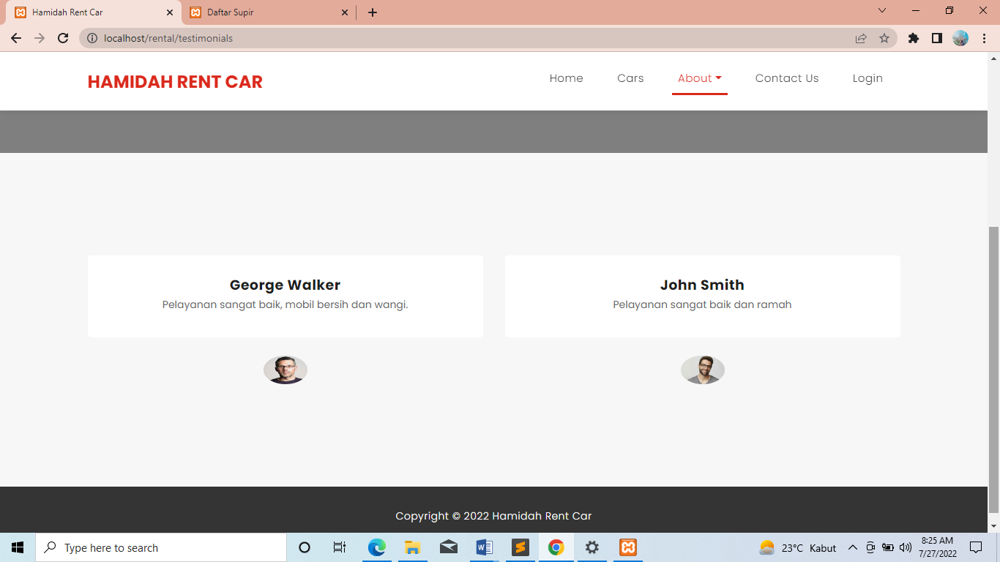 Hamidah Rent Car
Daftar Supir
localhost/rental/testimonials
HAMIDAH RENT CAR
Home
Cars
About
Contact Us
Login
George Walker
Pelayanan sangat baik, mobil bersih dan wangi.
John Smith
Pelayanan sangat baik dan ramah
Copyright © 2022 Hamidah Rent Car
Type here to search
23°C Kabut
8:25 AM
7/27/2022